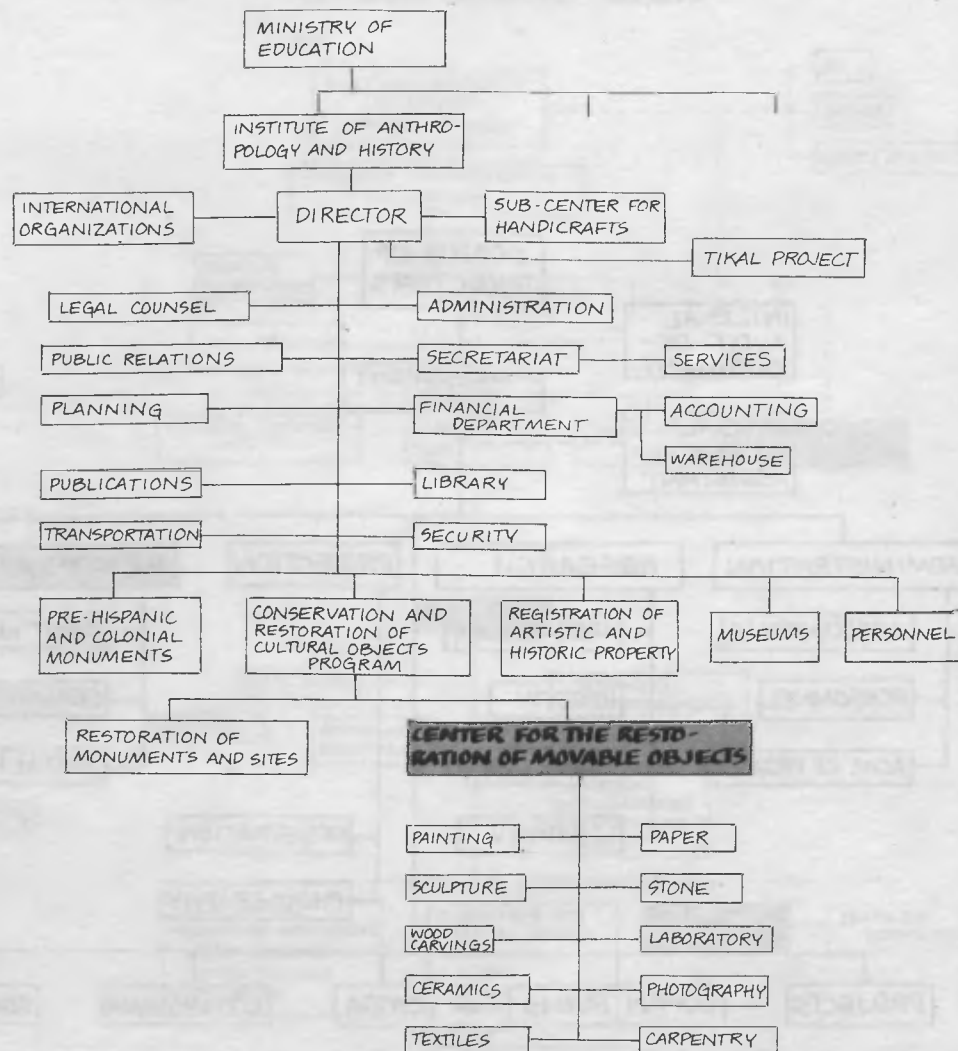 MINISTRY OF
EDUCATION
INSTITUTE OF ANTHRO-
POLOGY AND HISTORY
INTERNATIONAL
ORGANIZATIONS
DIRECTOR
SUB-CENTER FOR
HANDICRAFTS
TIKAL PROJECT
LEGAL COUNSEL
ADMINISTRATION
PUBLIC RELATIONS
SECRETARIAT
SERVICES
PLANNING
FINANCIAL
DEPARTMENT
ACCOUNTING
WAREHOUSE
PUBLICATIONS
LIBRARY
TRANSPORTATION
SECURITY
PRE-HISPANIC
AND COLONIAL
MONUMENTS
CONSERVATION AND
RESTORATION OF
CULTURAL OBJECTS
PROGRAM
REGISTRATION OF
ARTISTIC AND
HISTORIC PROPERTY
MUSEUMS
PERSONNEL
RESTORATION OF
MONUMENTS AND SITES
CENTER FOR THE RESTO-
RATION OF MOVABLE OBJECTS
PAINTING
PAPER
SCULPTURE
STONE
WOOD
CARVINGS
LABORATORY
CERAMICS
PHOTOGRAPHY
TEXTILES
CARPENTRY